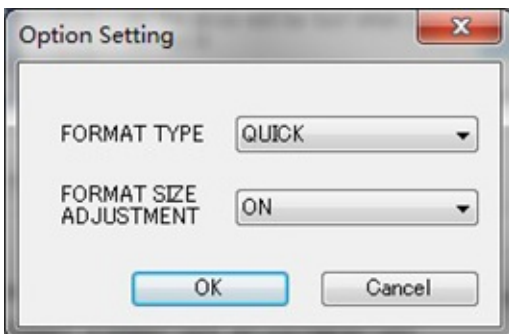 Option Setting
FORMAT TYPE
QUICK
FORMAT SIZE
ADJUSTMENT
ON
OK
Cancel